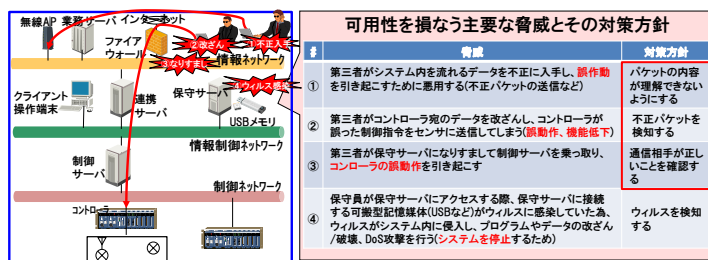 無線AP 業務サーバ インターネット
ファイア
ウォール
②改ざん
①不正入手
③なりすまし
情報ネットワーク
④ウィルス感染
クライアント
操作端末
連携
サーバ
保守サーバ
USBメモリ
情報制御ネットワーク
制御
サーバ
制御ネットワーク
コントローラ
可用性を損なう主要な脅威とその対策方針
# 脅威 対策方針
① 第三者がシステム内を流れるデータを不正に入手し、誤作動
を引き起こすために悪用する(不正パケットの送信など)
パケットの内容
が理解できない
ようにする
② 第三者がコントローラ宛のデータを改ざんし、コントローラが
誤った制御指令をセンサに送信してしまう(誤動作、機能低下)
不正パケットを
検知する
③ 第三者が保守サーバになりすまして制御サーバを乗っ取り、
コンローラの誤動作を引き起こす
通信相手が正し
いことを確認す
る
④ 保守員が保守サーバにアクセスする際、保守サーバに接続
する可搬型記憶媒体(USBなど)がウィルスに感染していた為、
ウィルスがシステム内に侵入し、プログラムやデータの改ざん
/破壊、DoS攻撃を行う(システムを停止するため)
ウィルスを検知
する